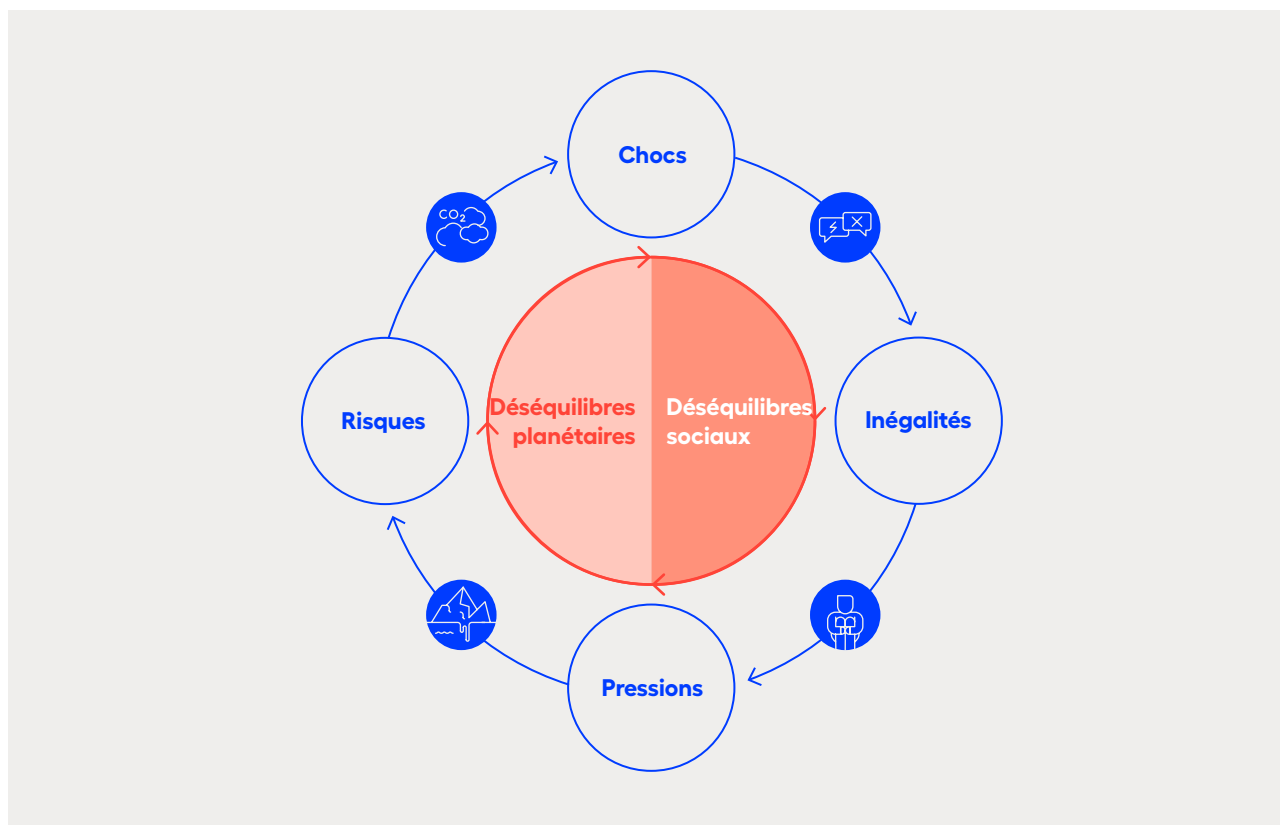 Chocs
CO₂
Risques
Déséquilibres
planétaires
Déséquilibres
sociaux
Inégalités
Pressions